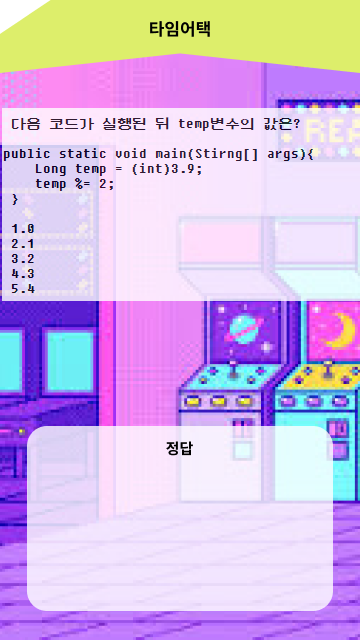 타임어택
다음 코드가 실행된 뒤 temp변수의 값은?
public static void main(Stirng[] args){
    Long temp = (int)3.9;
    temp %= 2;
 }
1.0
2.1
3.2
4.3
5.4
정답